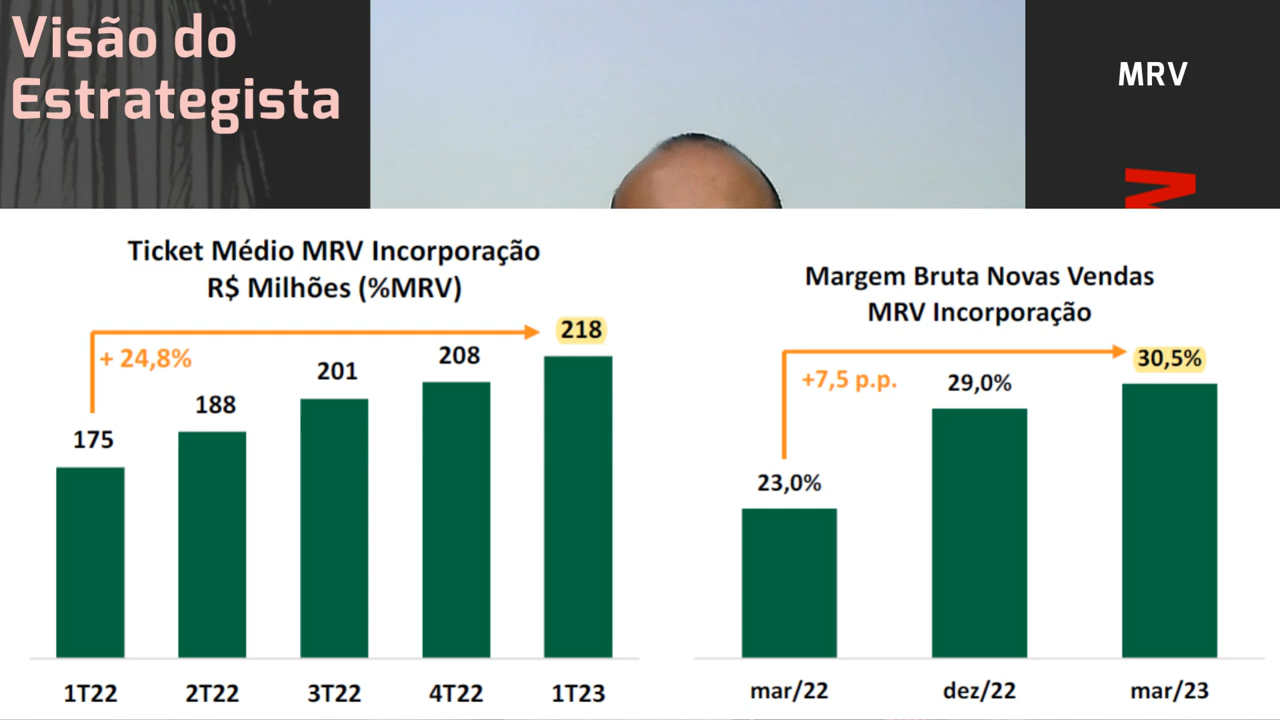 Visão do
Estrategista
MRV
Ticket Médio MRV Incorporação
R$ Milhões (%MRV)
+ 24,8%
175
188
201
208
218
1T22
2T22
3T22
4T22
1T23
Margem Bruta Novas Vendas
MRV Incorporação
+7,5 p.p.
23,0%
29,0%
30,5%
mar/22
dez/22
mar/23